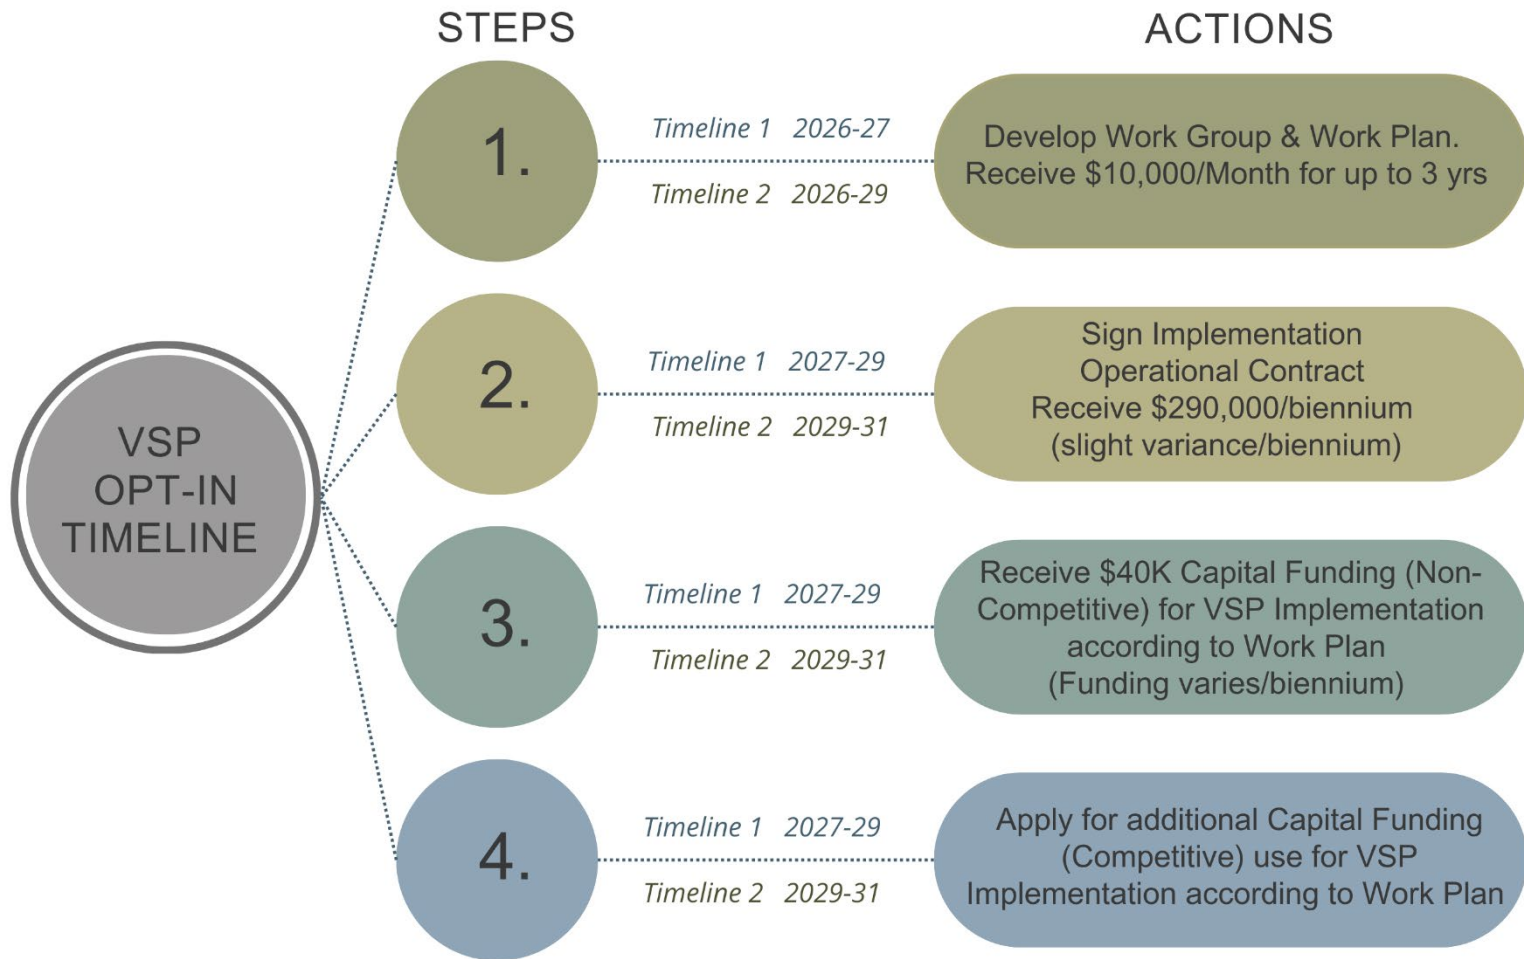 STEPS
ACTIONS
VSP
OPT-IN
TIMELINE
1.
Timeline 1 2026-27
Timeline 2 2026-29
Develop Work Group & Work Plan.
Receive $10,000/Month for up to 3 yrs
2.
Timeline 1 2027-29
Timeline 2 2029-31
Sign Implementation
Operational Contract
Receive $290,000/biennium
(slight variance/biennium)
3.
Timeline 1 2027-29
Timeline 2 2029-31
Receive $40K Capital Funding (Non-
Competitive) for VSP Implementation
according to Work Plan
(Funding varies/biennium)
4.
Timeline 1 2027-29
Timeline 2 2029-31
Apply for additional Capital Funding
(Competitive) use for VSP
Implementation according to Work Plan